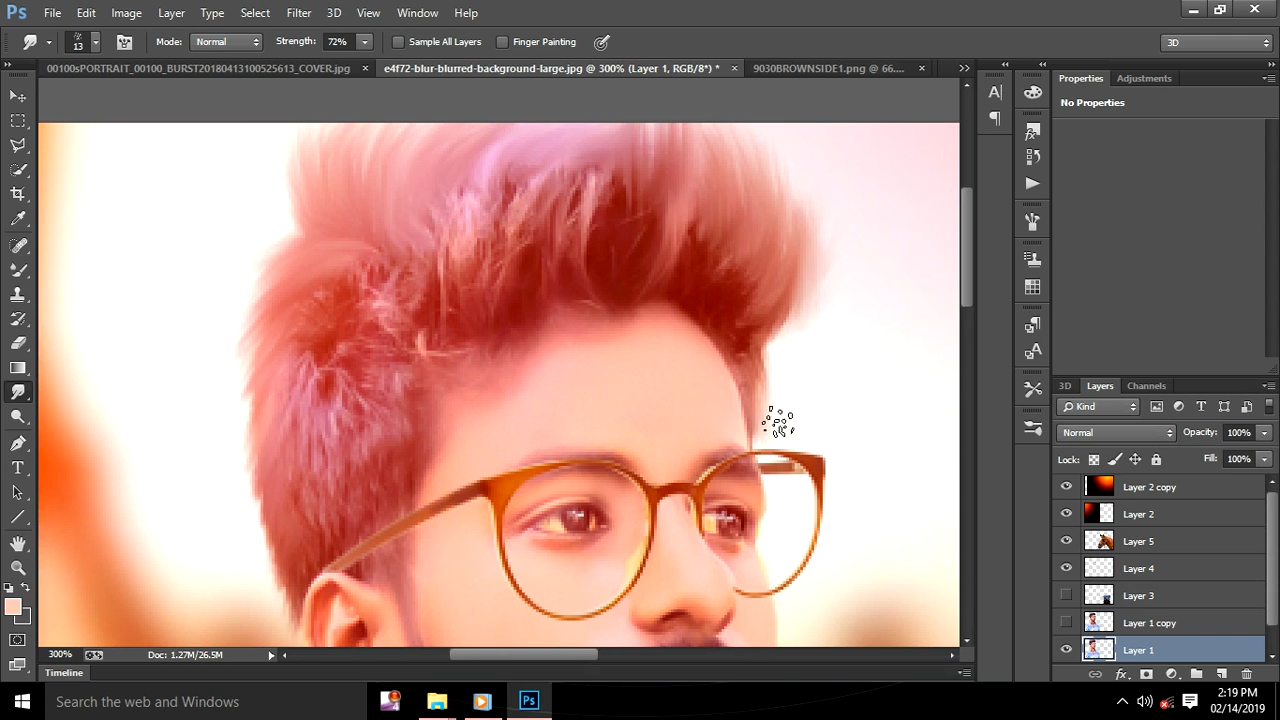 Ps File Edit Image Layer Type Select Filter 3D View Window Help
13 Mode: Normal Strength: 72% Sample All Layers Finger Painting 3D
00100sPORTRAIT_00100_BURST20180413100525613_COVER.jpg × e4f72-blur-blurred-background-large.jpg @ 300% (Layer 1, RGB/8*) * × 9030BROWNSIDE1.png @ 66.... ×
Properties Adjustments
No Properties
3D Layers Channels
Kind
Normal Opacity: 100%
Lock: Fill: 100%
Layer 2 copy
Layer 2
Layer 5
Layer 4
Layer 3
Layer 1 copy
Layer 1
300% Doc: 1.27M/26.5M
Timeline
Search the web and Windows
Ps
2:19 PM
02/14/2019